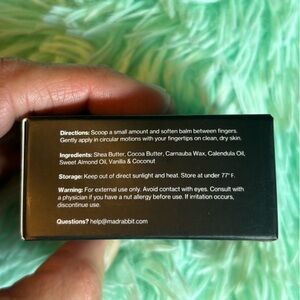 Directions: Scoop a small amount and soften balm between fingers.
Gently apply in circular motions with your fingertips on clean, dry skin.
Ingredients: Shea Butter, Cocoa Butter, Carnauba Wax, Calendula Oil,
Sweet Almond Oil, Vanilla & Coconut
Storage: Keep out of direct sunlight and heat. Store at under 77° F.
Warning: For external use only. Avoid contact with eyes. Consult with
a physician if you have a nut allergy before use. If irritation occurs,
discontinue use.
Questions? help@madrabbit.com